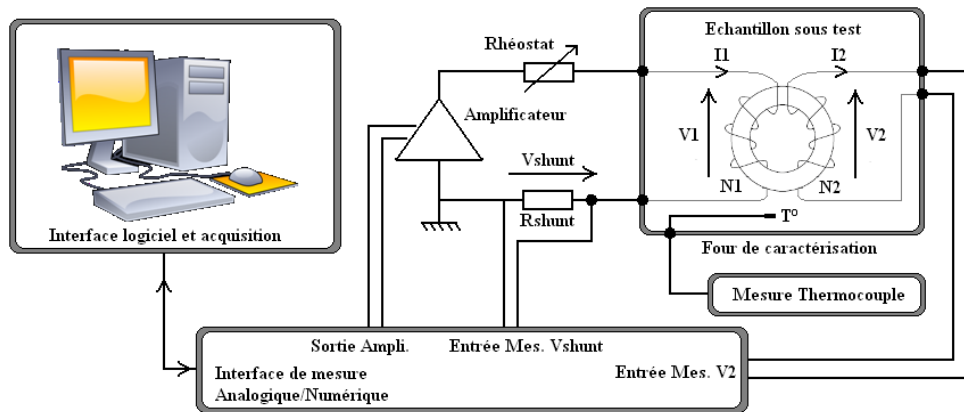 Echantillon sous test
Rhéostat
I1
I2
Amplificateur
V1
V2
Vshunt
N1
N2
Rshunt
T°
Interface logiciel et acquisition
Four de caractérisation
Mesure Thermocouple
Sortie Ampli.
Entrée Mes. Vshunt
Interface de mesure
Analogique/Numérique
Entrée Mes. V2